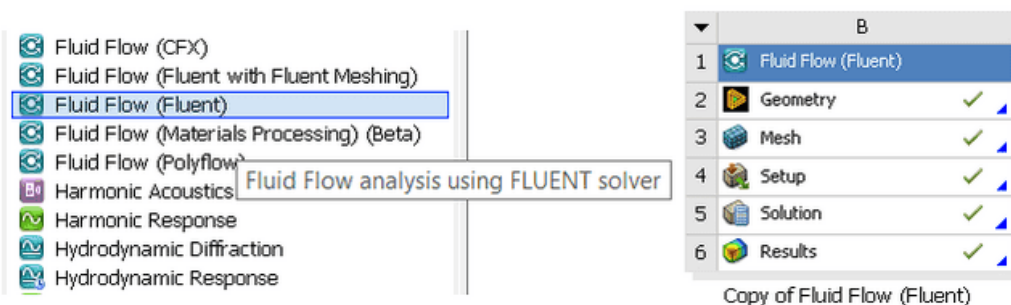 Fluid Flow (CFX)
Fluid Flow (Fluent with Fluent Meshing)
Fluid Flow (Fluent)
Fluid Flow (Materials Processing) (Beta)
Fluid Flow (Polyflow)
Fluid Flow analysis using FLUENT solver
Harmonic Acoustics
Harmonic Response
Hydrodynamic Diffraction
Hydrodynamic Response
B
1 Fluid Flow (Fluent)
2 Geometry
3 Mesh
4 Setup
5 Solution
6 Results
Copy of Fluid Flow (Fluent)